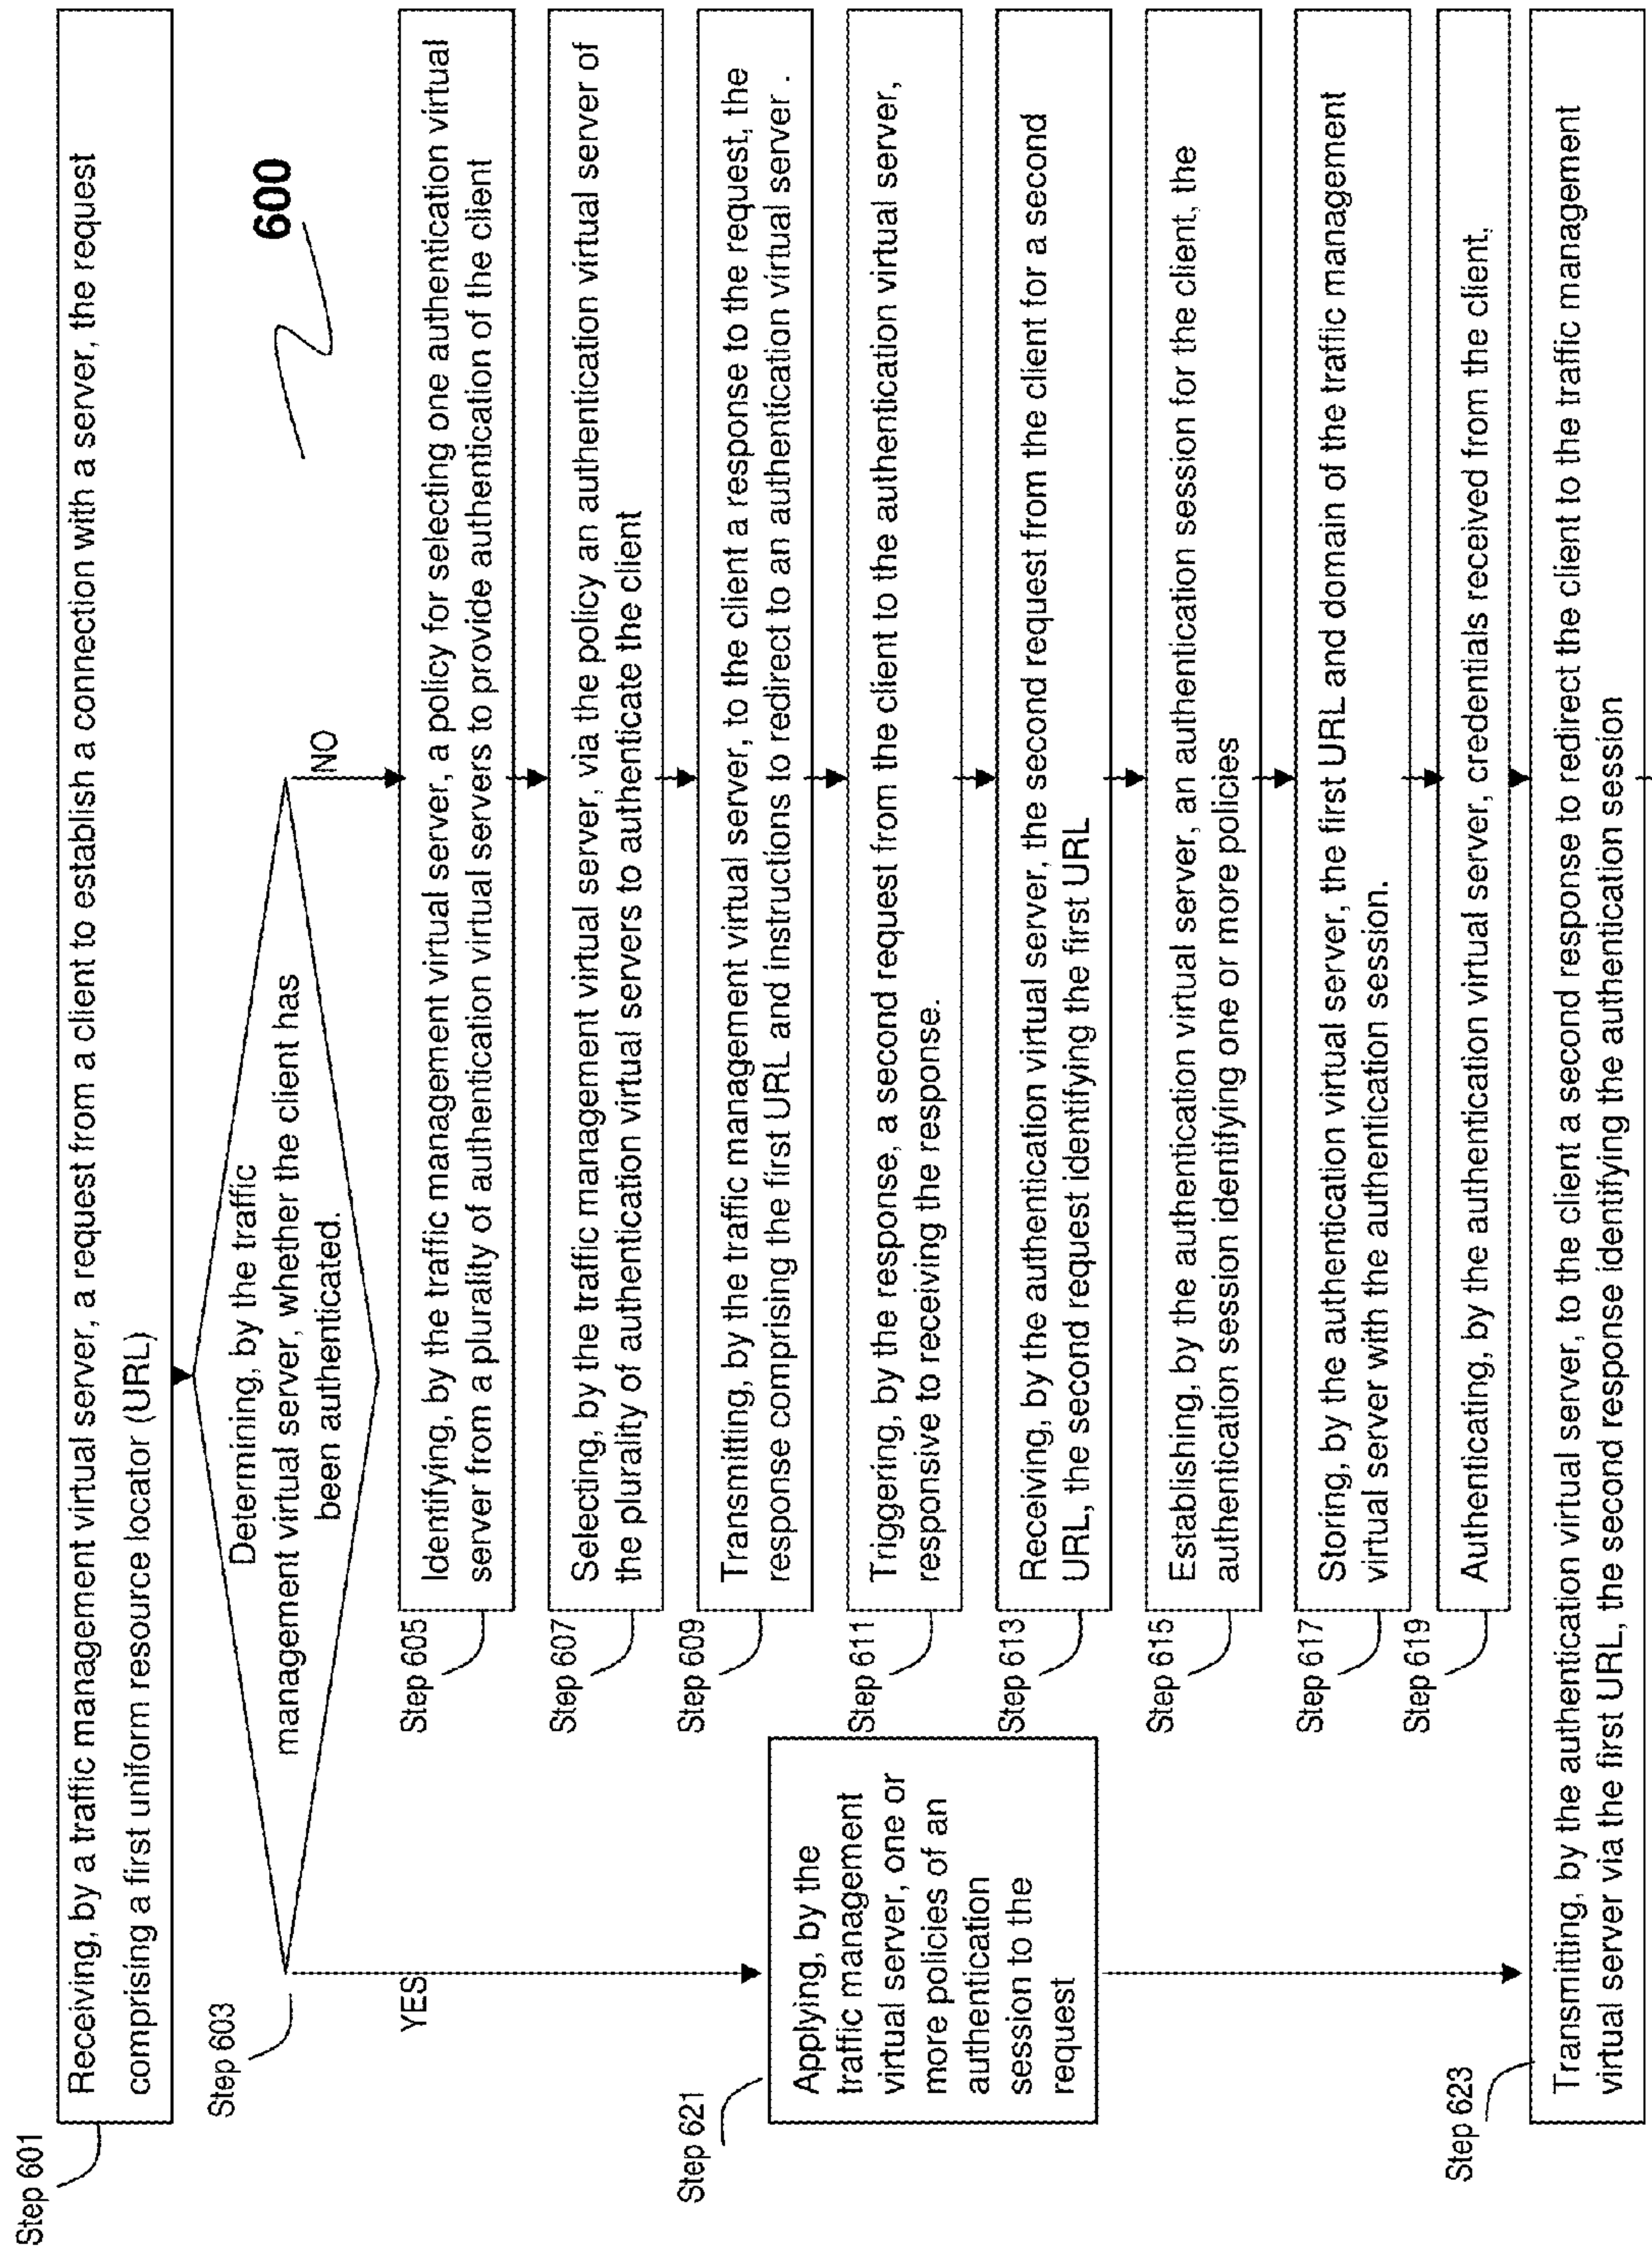 Step 601
Receiving, by a traffic management virtual server, a request from a client to establish a connection with a server, the request
comprising a first uniform resource locator (URL)
600
Step 603
Determining, by the traffic
management virtual server, whether the client has
been authenticated.
YES
NO
Step 605
Identifying, by the traffic management virtual server, a policy for selecting one authentication virtual
server from a plurality of authentication virtual servers to provide authentication of the client
Step 607
Selecting, by the traffic management virtual server, via the policy an authentication virtual server of
the plurality of authentication virtual servers to authenticate the client
Step 609
Transmitting, by the traffic management virtual server, to the client a response to the request, the
response comprising the first URL and instructions to redirect to an authentication virtual server .
Step 611
Triggering, by the response, a second request from the client to the authentication virtual server,
responsive to receiving the response.
Step 613
Receiving, by the authentication virtual server, the second request from the client for a second
URL, the second request identifying the first URL
Step 615
Establishing, by the authentication virtual server, an authentication session for the client, the
authentication session identifying one or more policies
Step 617
Storing, by the authentication virtual server, the first URL and domain of the traffic management
virtual server with the authentication session.
Step 619
Authenticating, by the authentication virtual server, credentials received from the client,
Step 621
Applying, by the
traffic management
virtual server, one or
more policies of an
authentication
session to the
request
Step 623
Transmitting, by the authentication virtual server, to the client a second response to redirect the client to the traffic management
virtual server via the first URL, the second response identifying the authentication session